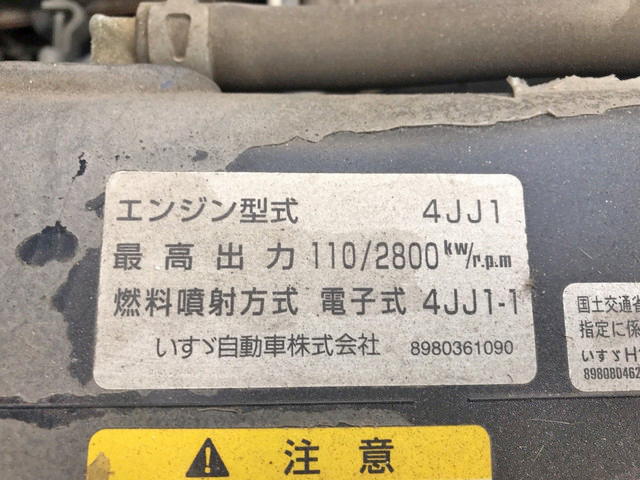 エンジン型式 4JJ1
最高出力 110/2800kw/r.p.m
燃料噴射方式 電子式 4JJ1-1
いすゞ自動車株式会社 8980361090
国土交通省
指定に係
いすゞH
898080462
注意